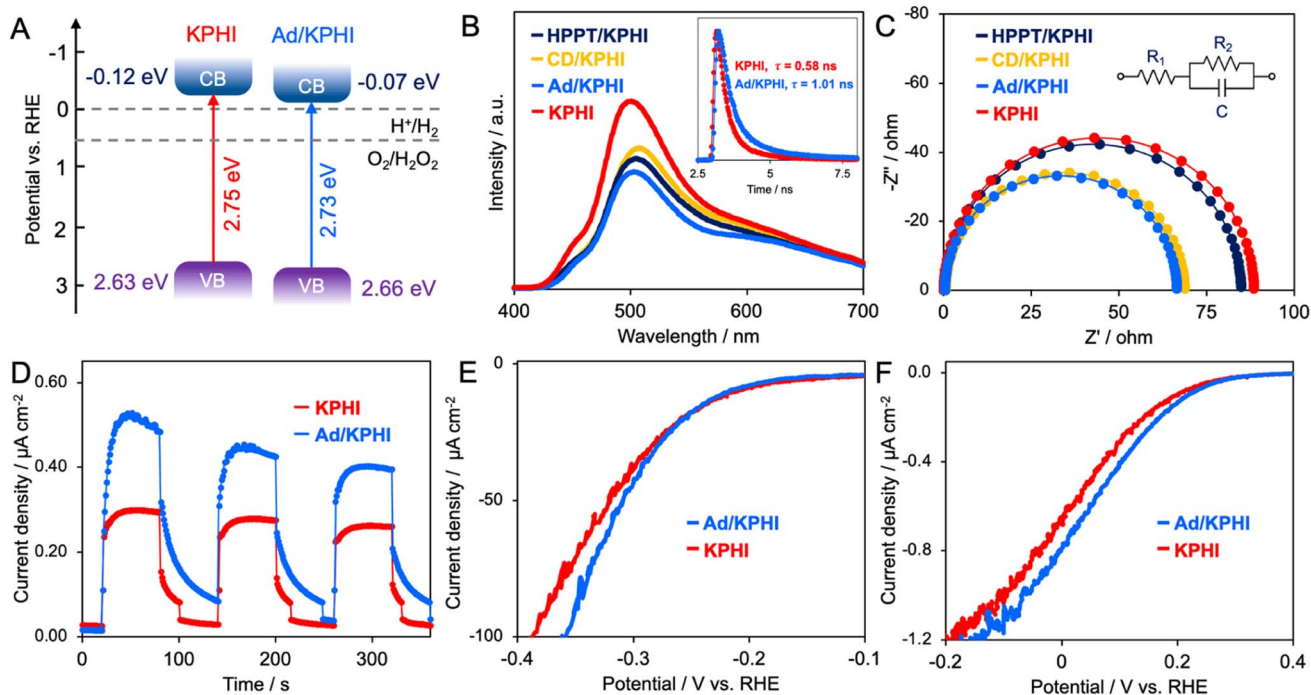 A
KPHI
Ad/KPHI
Potential vs. RHE
-1
0
1
2
3
-0.12 eV
CB
CB
-0.07 eV
H⁺/H₂
O₂/H₂O₂
2.75 eV
2.73 eV
2.63 eV
VB
VB
2.66 eV
B
HPPT/KPHI
CD/KPHI
Ad/KPHI
KPHI
KPHI, τ = 0.58 ns
Ad/KPHI, τ = 1.01 ns
2.5
5
7.5
Time / ns
Intensity / a.u.
400
500
600
700
Wavelength / nm
C
-80
-60
-40
-20
0
-Z" / ohm
HPPT/KPHI
CD/KPHI
Ad/KPHI
KPHI
R₁
R₂
C
0
25
50
75
100
Z' / ohm
D
0.60
0.40
0.20
0.00
Current density / µA cm⁻²
KPHI
Ad/KPHI
0
100
200
300
Time / s
E
0
-50
-100
Current density / µA cm⁻²
Ad/KPHI
KPHI
-0.4
-0.3
-0.2
-0.1
Potential / V vs. RHE
F
0.0
-0.4
-0.8
-1.2
Current density / µA cm⁻²
Ad/KPHI
KPHI
-0.2
0
0.2
0.4
Potential / V vs. RHE